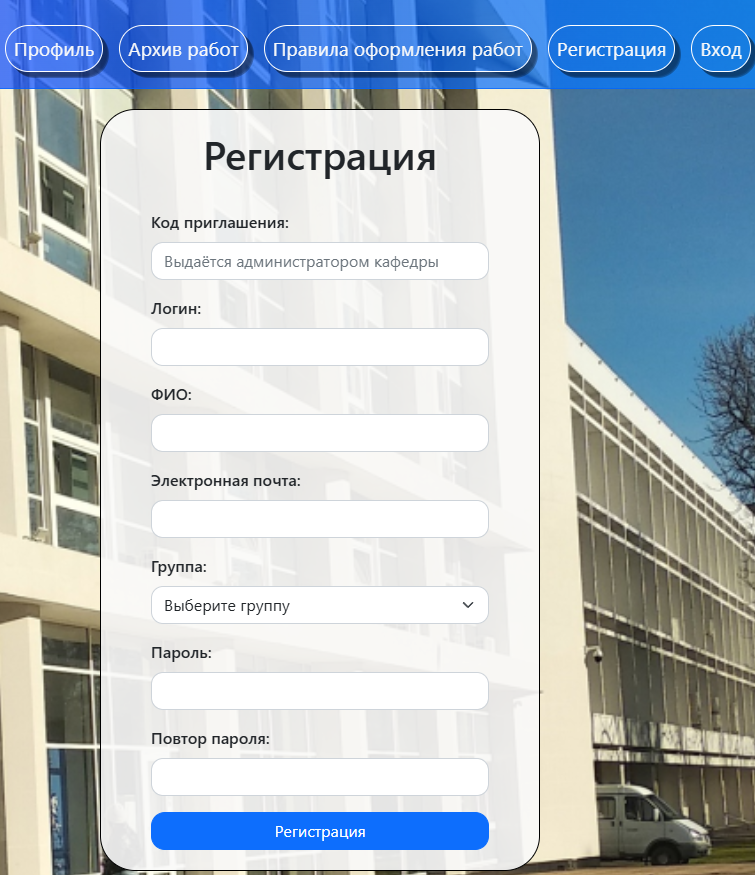 Профиль Архив работ Правила оформления работ Регистрация Вход
Регистрация
Код приглашения:
Выдаётся администратором кафедры
Логин:
ФИО:
Электронная почта:
Группа:
Выберите группу
Пароль:
Повтор пароля:
Регистрация